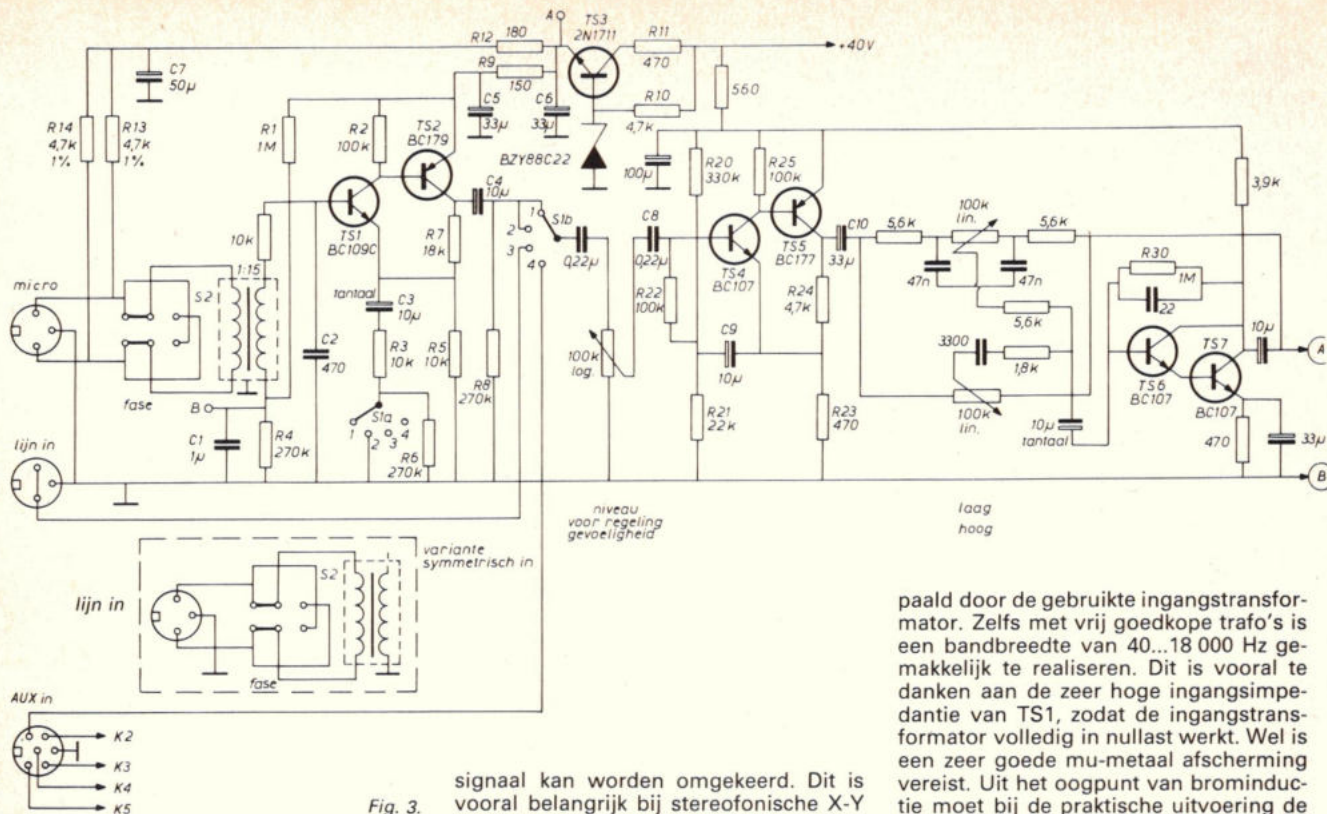 A
TS3
2N1711
R12
180
R11
470
+40V
C7
50µ
R9
150
R10
4,7k
560
R14
4,7k
1%
R13
4,7k
1%
R1
1M
R2
100k
TS2
BC179
C5
33µ
C6
33µ
BZY88C22
100µ
R20
330k
R25
100k
3,9k
10k
TS1
BC109C
C4
10µ
R7
18k
1
2
3
4
S1b
0,22µ
C8
0,22µ
TS4
BC107
TS5
BC177
C10
33µ
5,6k
100k
lin.
5,6k
47n
47n
R30
1M
22
micro
S2
1:15
fase
C2
470
tantaal
C3
10µ
R3
10k
R5
10k
R8
270k
100k
log.
R22
100k
C9
10µ
R24
4,7k
5,6k
3300
1,8k
100k
lin.
10µ
tantaal
TS6
BC107
TS7
BC107
10µ
A
B
C1
1µ
R4
270k
S1a
1
2
3
4
R6
270k
R21
22k
R23
470
470
33µ
B
lijn in
niveau
voor regeling
gevoeligheid
laag
hoog
variante
symmetrisch in
lijn in
S2
fase
AUX in
K2
K3
K4
K5
Fig. 3.
signaal kan worden omgekeerd. Dit is
vooral belangrijk bij stereofonische X-Y
paald door de gebruikte ingangstransfor-
mator. Zelfs met vrij goedkope trafo's is
een bandbreedte van 40...18 000 Hz ge-
makkelijk te realiseren. Dit is vooral te
danken aan de zeer hoge ingangsimpe-
dantie van TS1, zodat de ingangstrans-
formator volledig in nullast werkt. Wel is
een zeer goede mu-metaal afscherming
vereist. Uit het oogpunt van brominduc-
tie moet bij de praktische uitvoering de